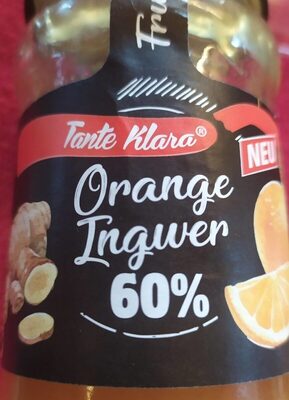 Tante Klara®
NEU
Orange
Ingwer
60%